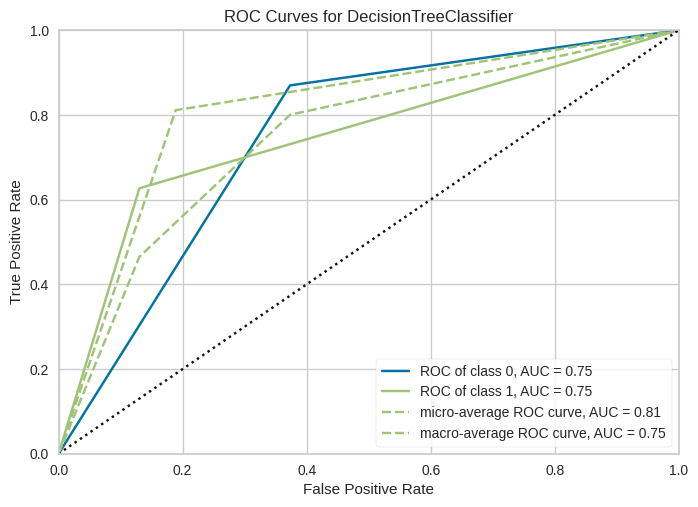 ROC Curves for DecisionTreeClassifier
1.0
0.8
0.6
0.4
0.2
0.0
True Positive Rate
ROC of class 0, AUC = 0.75
ROC of class 1, AUC = 0.75
micro-average ROC curve, AUC = 0.81
macro-average ROC curve, AUC = 0.75
0.0 0.2 0.4 0.6 0.8 1.0
False Positive Rate